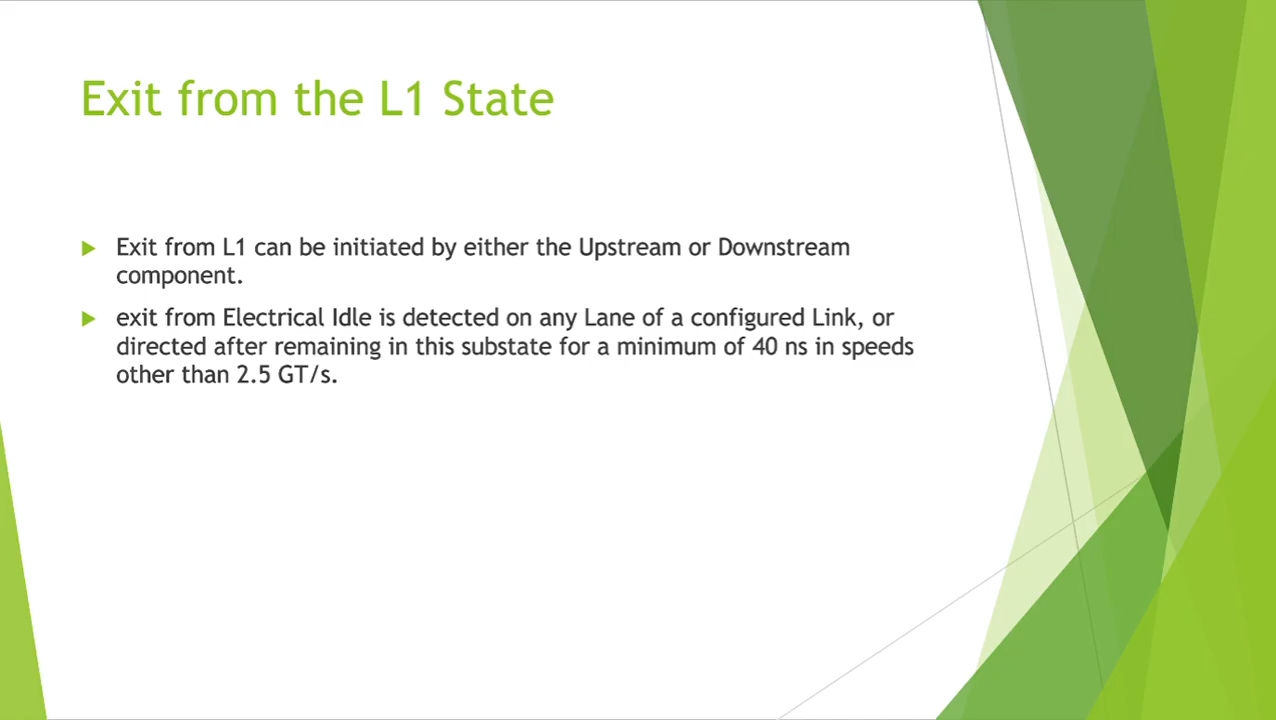 Exit from the L1 State
Exit from L1 can be initiated by either the Upstream or Downstream
component.
exit from Electrical Idle is detected on any Lane of a configured Link, or
directed after remaining in this substate for a minimum of 40 ns in speeds
other than 2.5 GT/s.